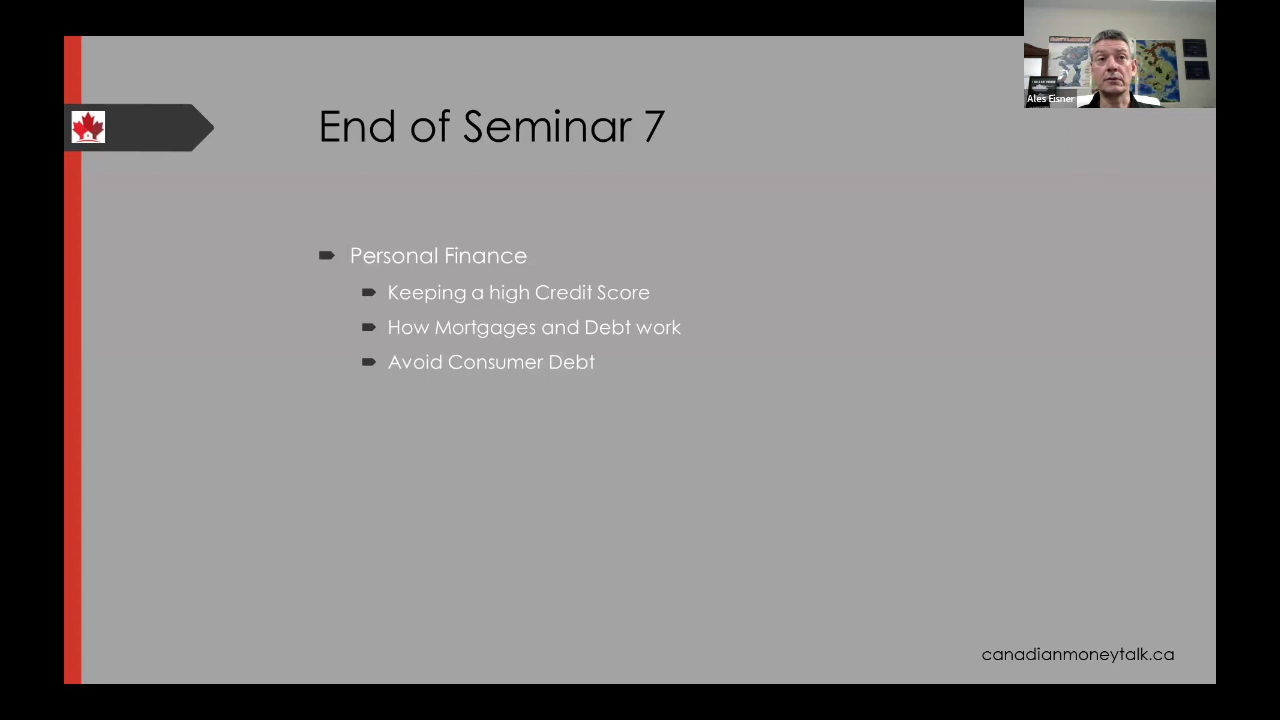 End of Seminar 7
Personal Finance
Keeping a high Credit Score
How Mortgages and Debt work
Avoid Consumer Debt
canadianmoneytalk.ca
Ales Eisner